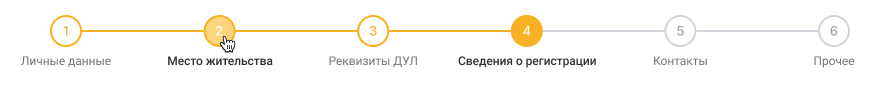 1 2 3 4 5 6
Личные данные Место жительства Реквизиты ДУЛ Сведения о регистрации Контакты Прочее